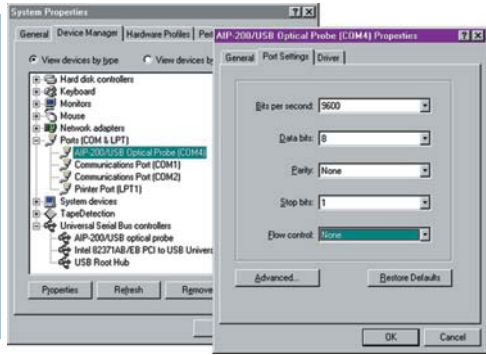 System Properties
General Device Manager Hardware Profiles
View devices by type View devices by
Hard disk controllers
Keyboard
Monitors
Mouse
Network adapters
Ports (COM & LPT)
AIP-200/USB Optical Probe (COM4)
Communications Port (COM1)
Communications Port (COM2)
Printer Port (LPT1)
System devices
TapeDetection
Universal Serial Bus controllers
AIP-200/USB optical probe
Intel 82371AB/EB PCI to USB Univers
USB Root Hub
Properties Refresh Remove
AIP-200/USB Optical Probe (COM4) Properties
General Port Settings Driver
Bits per second: 9600
Data bits: 8
Parity: None
Stop bits: 1
Flow control: None
Advanced... Restore Defaults
OK Cancel